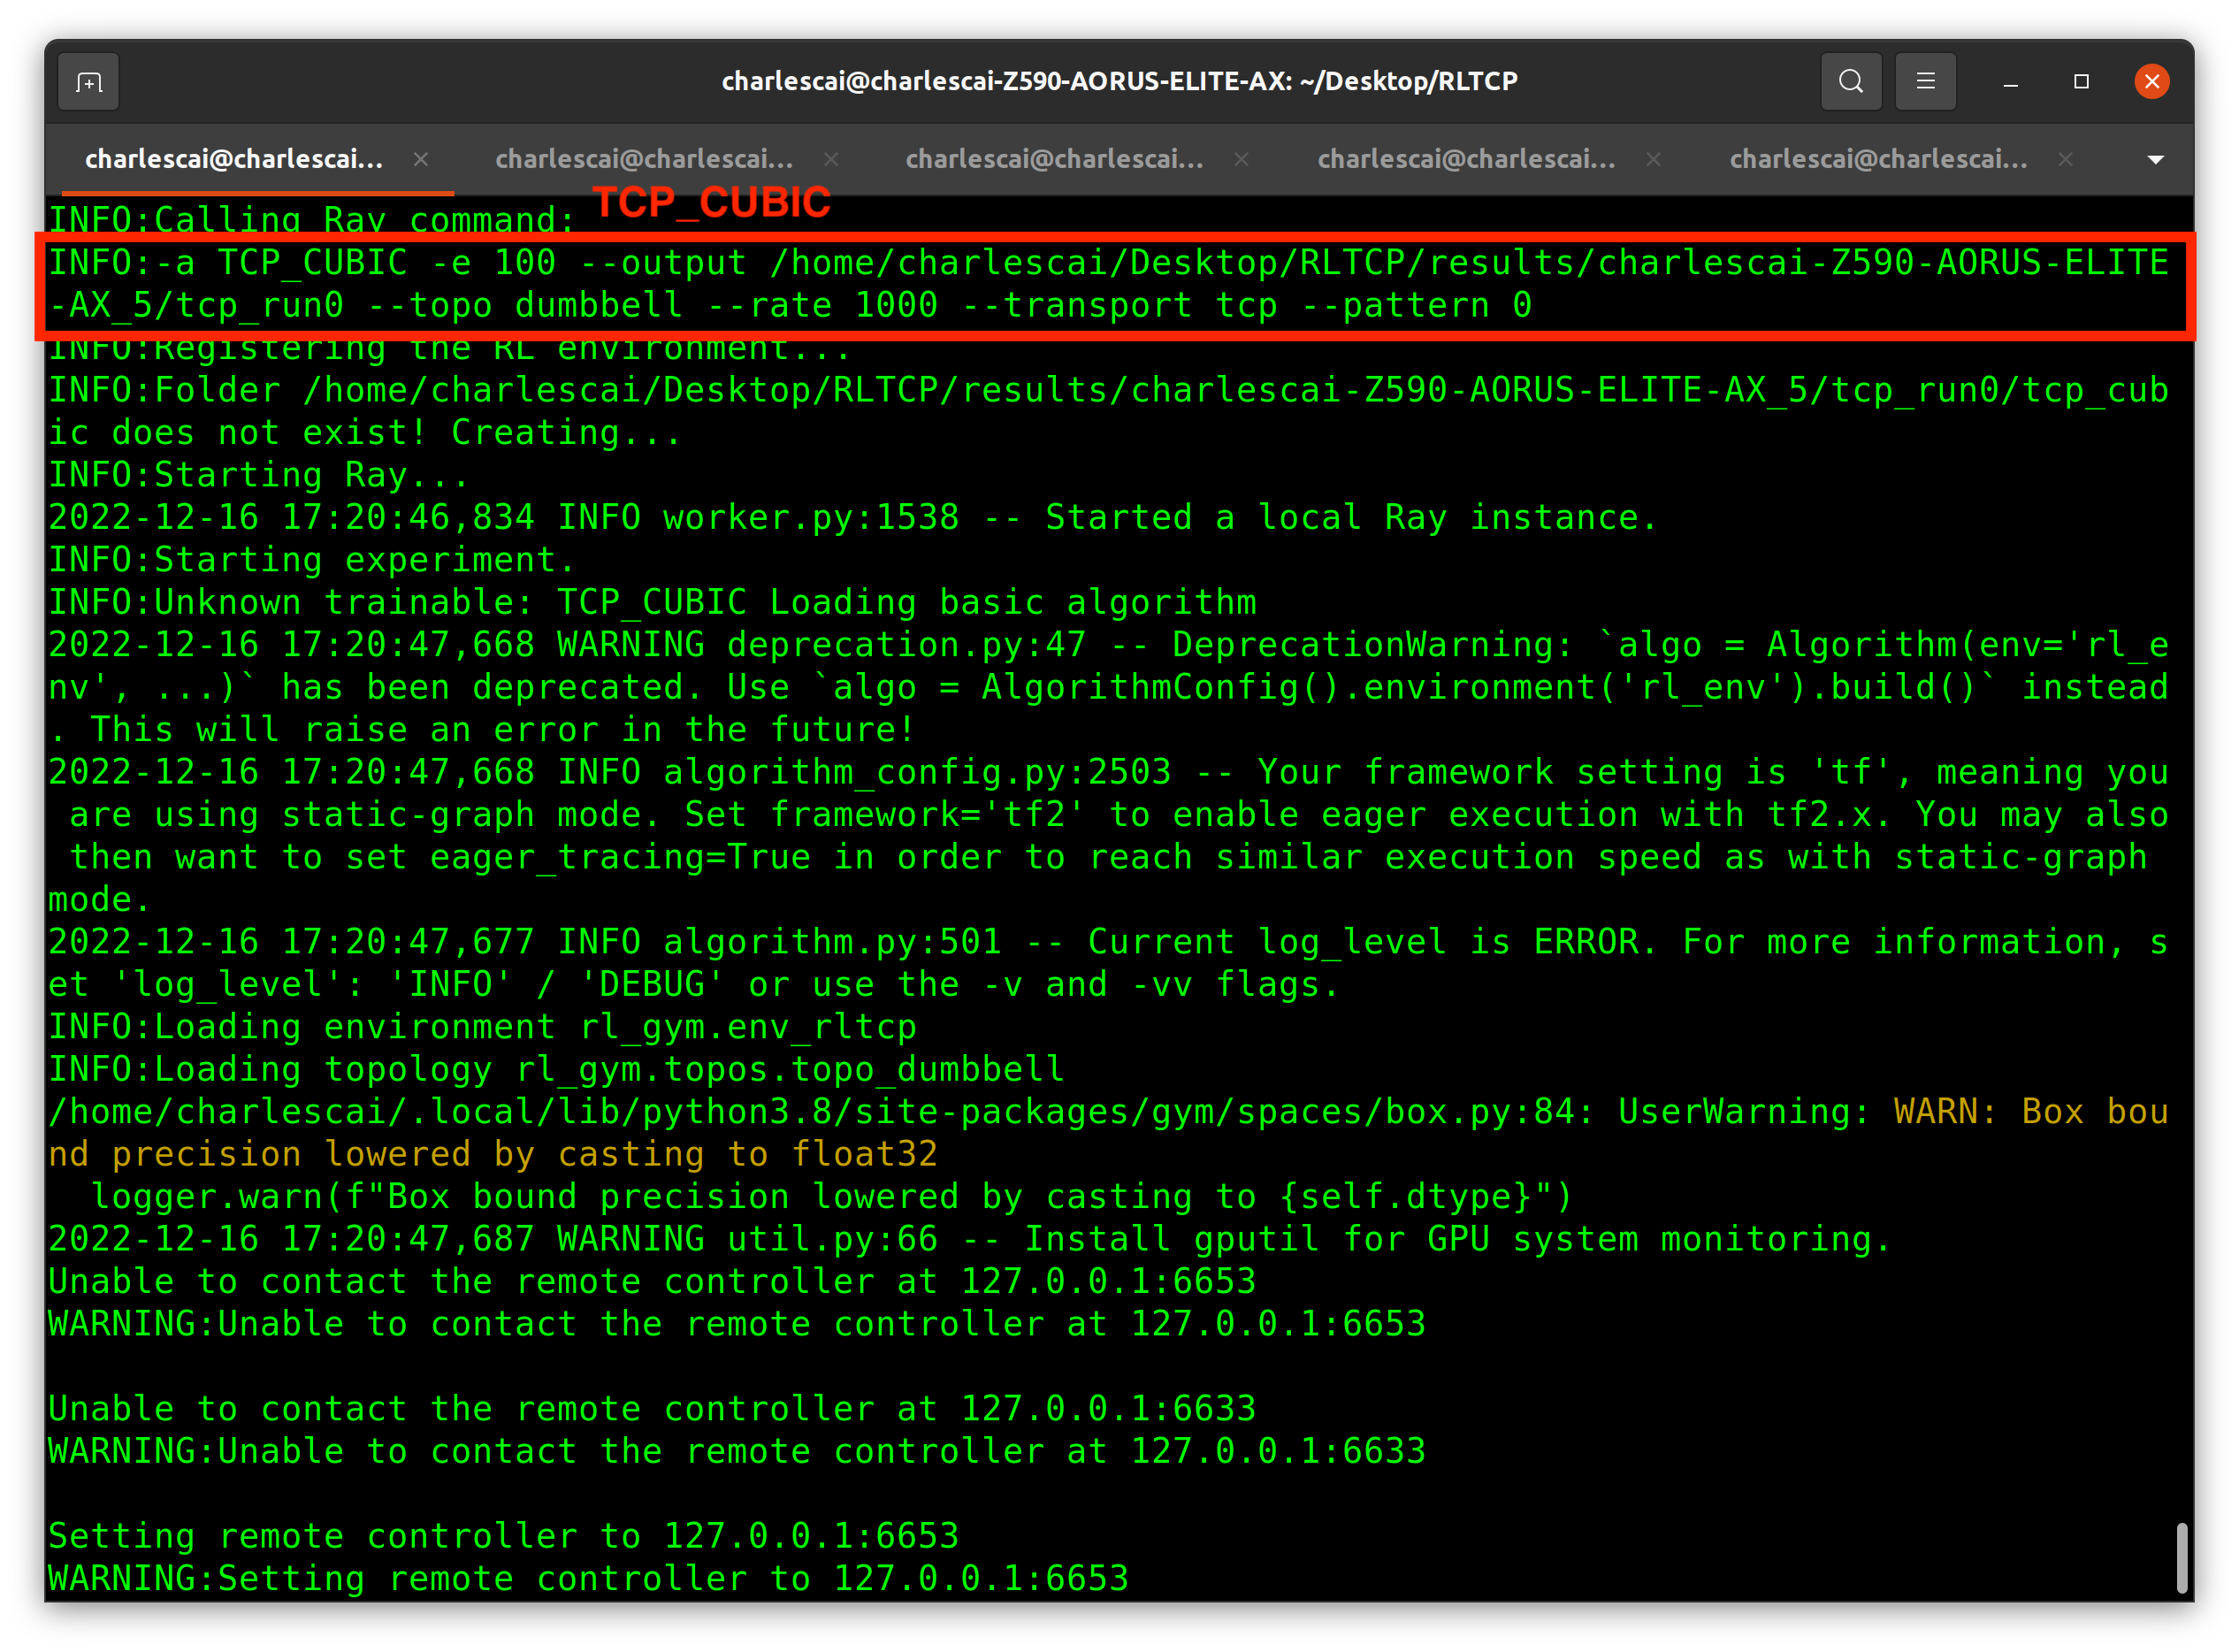 charlescai@charlescai-Z590-AORUS-ELITE-AX: ~/Desktop/RLTCP
charlescai@charlescai... charlescai@charlescai... charlescai@charlescai... charlescai@charlescai... charlescai@charlescai...
TCP_CUBIC
INFO:Calling Ray command:
INFO:-a TCP_CUBIC -e 100 --output /home/charlescai/Desktop/RLTCP/results/charlescai-Z590-AORUS-ELITE
-AX_5/tcp_run0 --topo dumbbell --rate 1000 --transport tcp --pattern 0
INFO:Registering the RL environment...
INFO:Folder /home/charlescai/Desktop/RLTCP/results/charlescai-Z590-AORUS-ELITE-AX_5/tcp_run0/tcp_cub
ic does not exist! Creating...
INFO:Starting Ray...
2022-12-16 17:20:46,834 INFO worker.py:1538 -- Started a local Ray instance.
INFO:Starting experiment.
INFO:Unknown trainable: TCP_CUBIC Loading basic algorithm
2022-12-16 17:20:47,668 WARNING deprecation.py:47 -- DeprecationWarning: `algo = Algorithm(env='rl_e
nv', ...)` has been deprecated. Use `algo = AlgorithmConfig().environment('rl_env').build()` instead
. This will raise an error in the future!
2022-12-16 17:20:47,668 INFO algorithm_config.py:2503 -- Your framework setting is 'tf', meaning you
 are using static-graph mode. Set framework='tf2' to enable eager execution with tf2.x. You may also
 then want to set eager_tracing=True in order to reach similar execution speed as with static-graph
mode.
2022-12-16 17:20:47,677 INFO algorithm.py:501 -- Current log_level is ERROR. For more information, s
et 'log_level': 'INFO' / 'DEBUG' or use the -v and -vv flags.
INFO:Loading environment rl_gym.env_rltcp
INFO:Loading topology rl_gym.topos.topo_dumbbell
/home/charlescai/.local/lib/python3.8/site-packages/gym/spaces/box.py:84: UserWarning: WARN: Box bou
nd precision lowered by casting to float32
  logger.warn(f"Box bound precision lowered by casting to {self.dtype}")
2022-12-16 17:20:47,687 WARNING util.py:66 -- Install gputil for GPU system monitoring.
Unable to contact the remote controller at 127.0.0.1:6653
WARNING:Unable to contact the remote controller at 127.0.0.1:6653
Unable to contact the remote controller at 127.0.0.1:6633
WARNING:Unable to contact the remote controller at 127.0.0.1:6633
Setting remote controller to 127.0.0.1:6653
WARNING:Setting remote controller to 127.0.0.1:6653